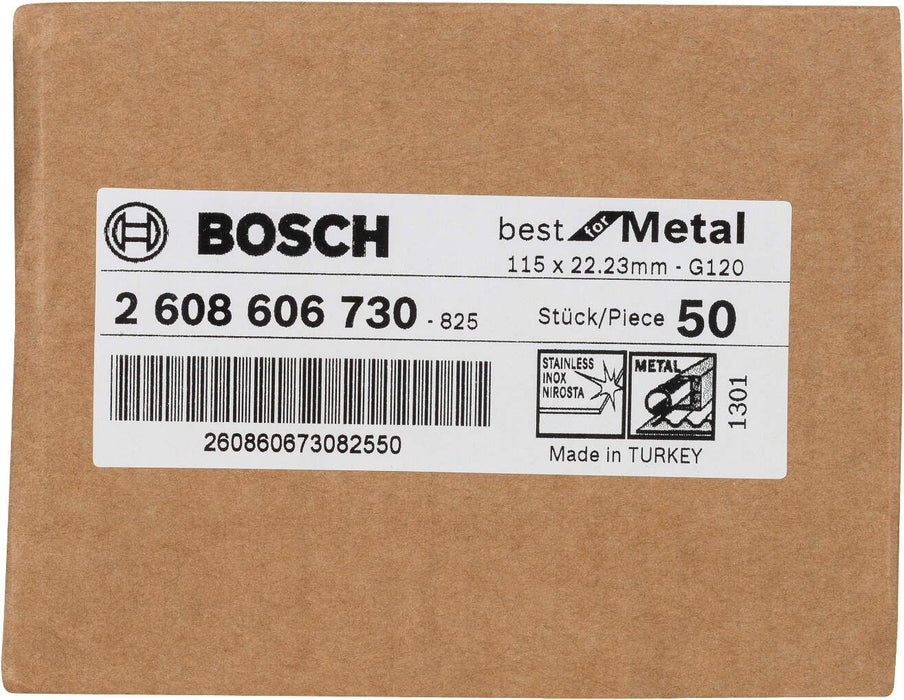 BOSCH
best for Metal
115 x 22.23mm - G120
2 608 606 730 - 825
Stück/Piece 50
260860673082550
STAINLESS
INOX
NIROSTA
METAL
1301
Made in TURKEY